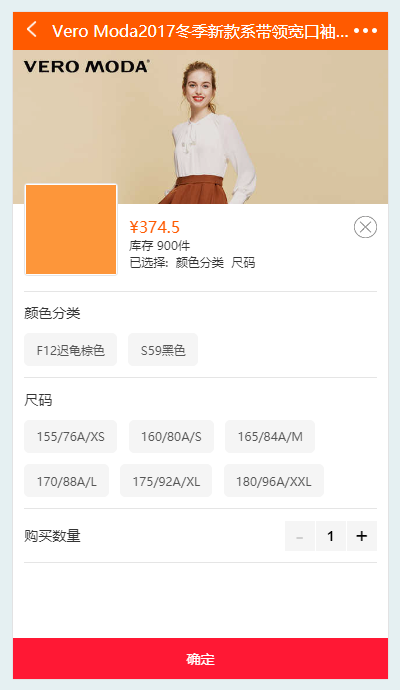 Vero Moda2017冬季新款系带领宽口袖...
VERO MODA
¥374.5
库存 900件
已选择: 颜色分类 尺码
颜色分类
F12迟龟棕色 S59黑色
尺码
155/76A/XS 160/80A/S 165/84A/M
170/88A/L 175/92A/XL 180/96A/XXL
购买数量 - 1 +
确定